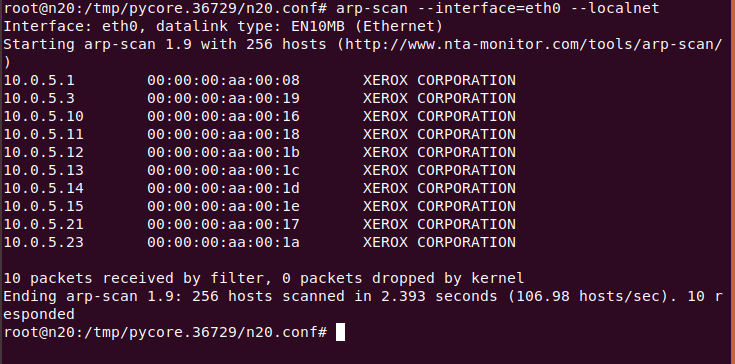 root@n20:/tmp/pycore.36729/n20.conf# arp-scan --interface=eth0 --localnet
Interface: eth0, datalink type: EN10MB (Ethernet)
Starting arp-scan 1.9 with 256 hosts (http://www.nta-monitor.com/tools/arp-scan/
)
10.0.5.1 00:00:00:aa:00:08 XEROX CORPORATION
10.0.5.3 00:00:00:aa:00:19 XEROX CORPORATION
10.0.5.10 00:00:00:aa:00:16 XEROX CORPORATION
10.0.5.11 00:00:00:aa:00:18 XEROX CORPORATION
10.0.5.12 00:00:00:aa:00:1b XEROX CORPORATION
10.0.5.13 00:00:00:aa:00:1c XEROX CORPORATION
10.0.5.14 00:00:00:aa:00:1d XEROX CORPORATION
10.0.5.15 00:00:00:aa:00:1e XEROX CORPORATION
10.0.5.21 00:00:00:aa:00:17 XEROX CORPORATION
10.0.5.23 00:00:00:aa:00:1a XEROX CORPORATION
10 packets received by filter, 0 packets dropped by kernel
Ending arp-scan 1.9: 256 hosts scanned in 2.393 seconds (106.98 hosts/sec). 10 r
esponded
root@n20:/tmp/pycore.36729/n20.conf#